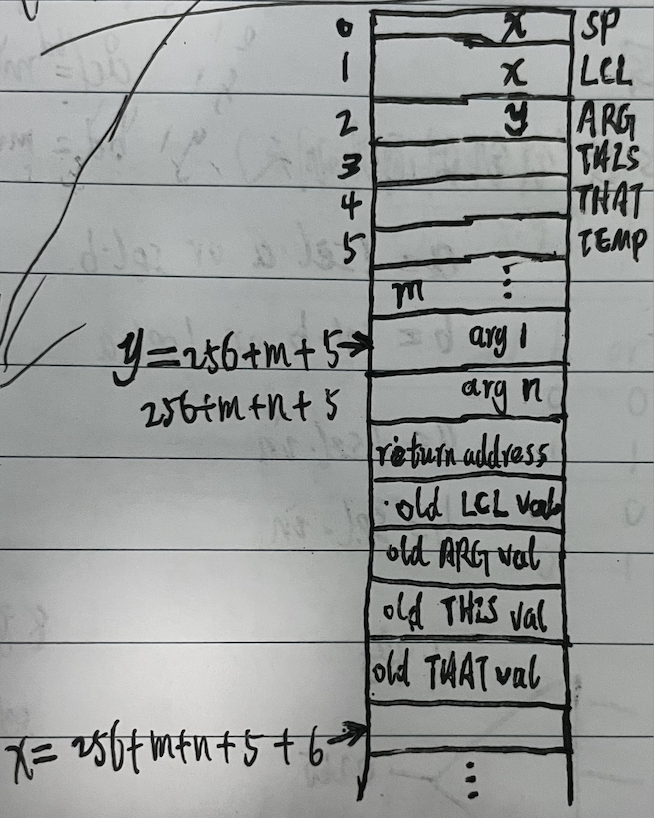 0 x SP
1 x LCL
2 y ARG
3 THIS
4 THAT
5 TEMP
m ⋮
y=256+m+5→ arg 1
256+m+n+5 arg n
return address
old LCL val
old ARG val
old THIS val
old THAT val
x= 256+m+n+5+6→
⋮